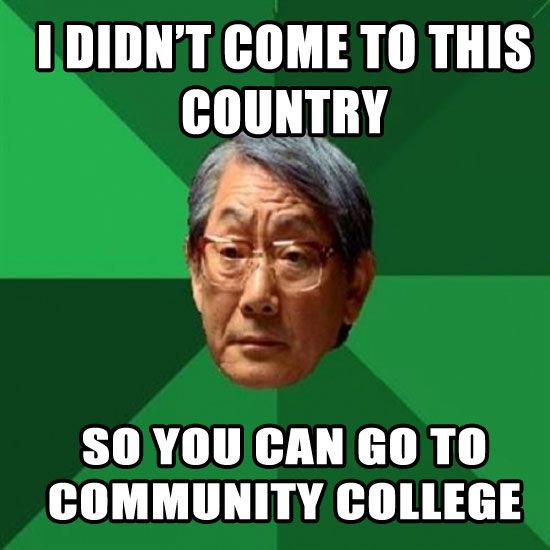 I DIDN'T COME TO THIS
COUNTRY
SO YOU CAN GO TO
COMMUNITY COLLEGE